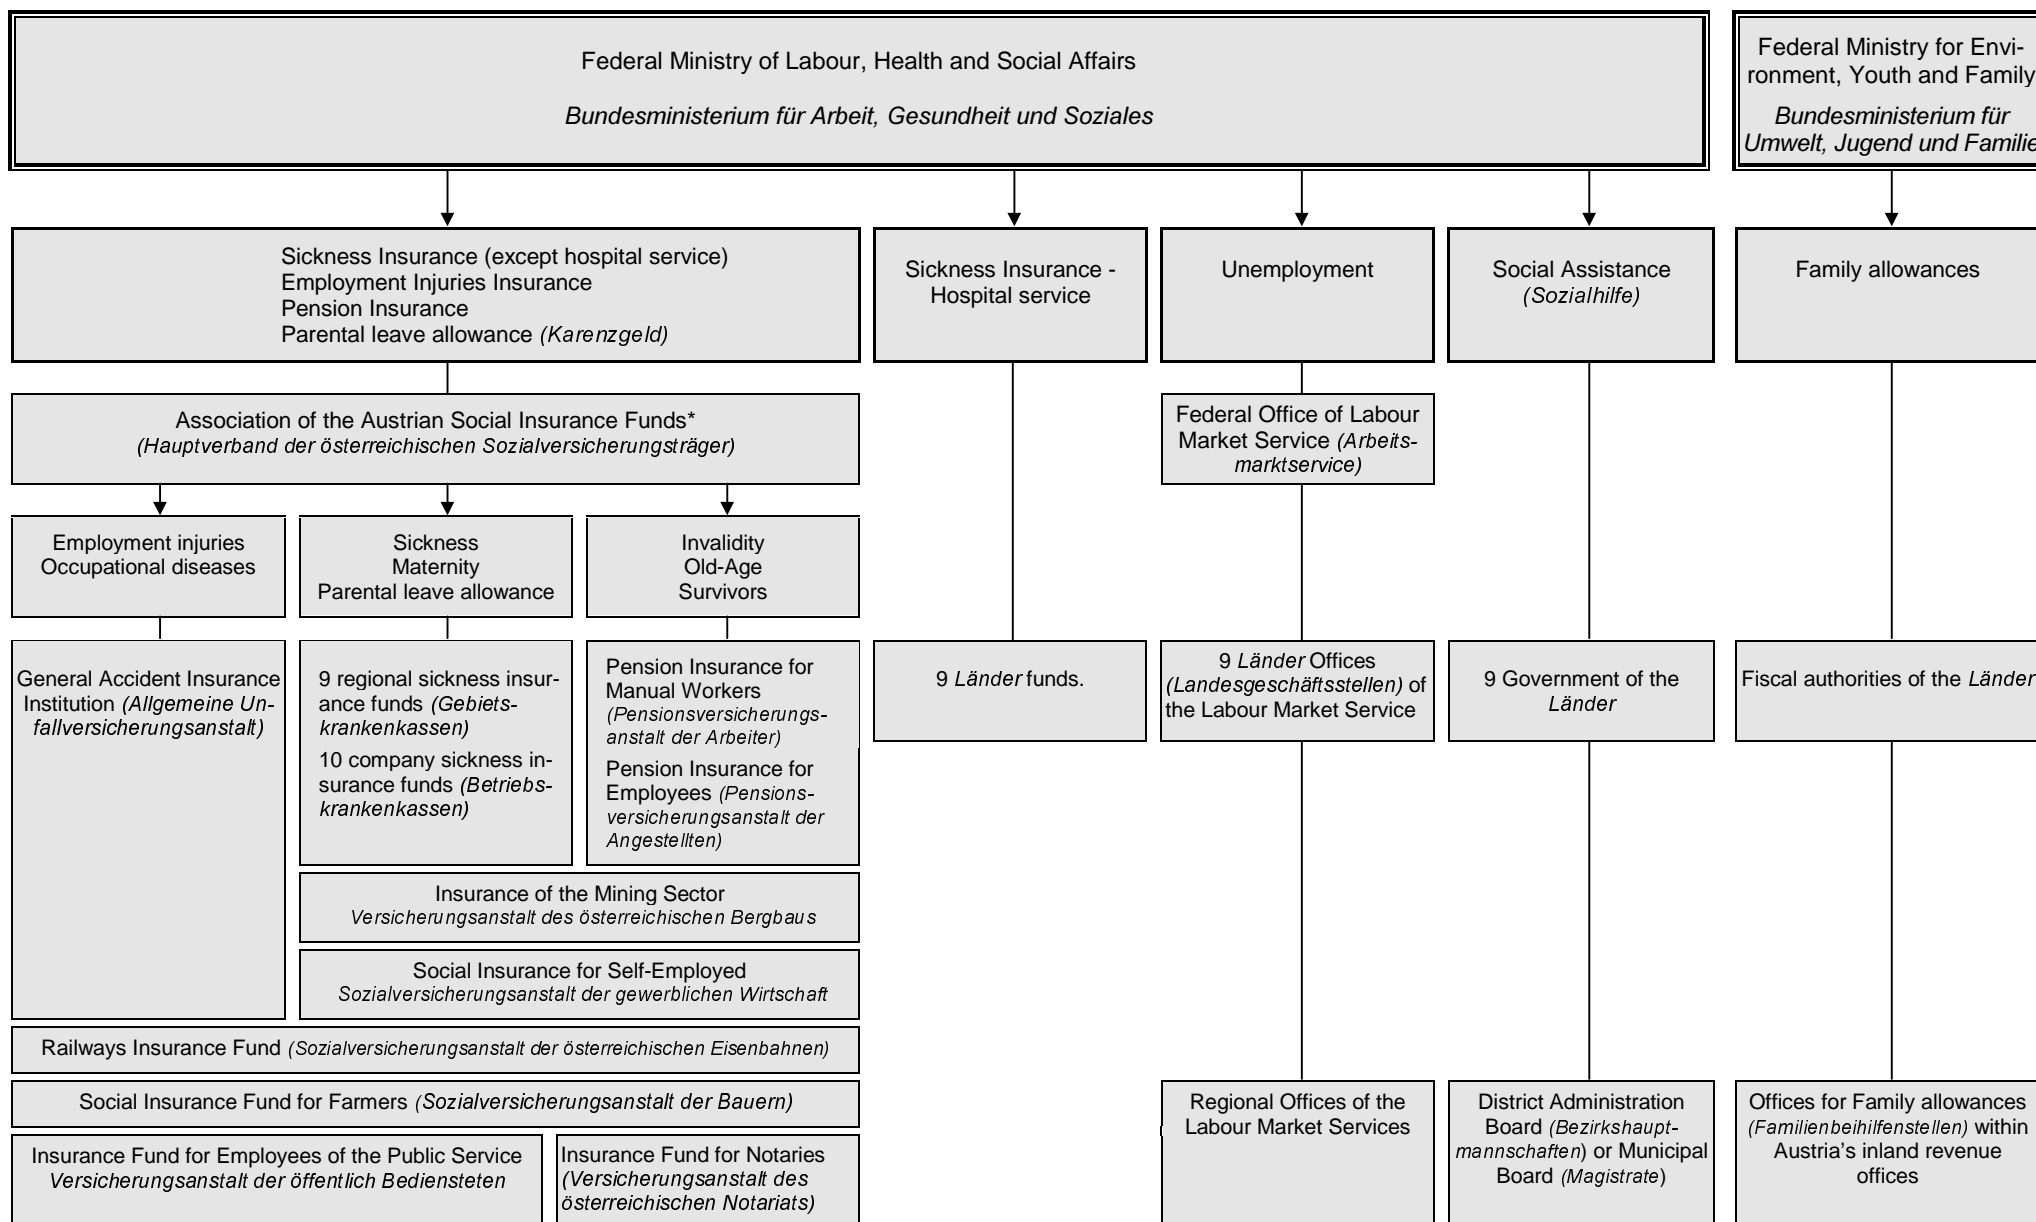 Federal Ministry of Labour, Health and Social Affairs
Bundesministerium für Arbeit, Gesundheit und Soziales
Federal Ministry for Envi-
ronment, Youth and Family
Bundesministerium für
Umwelt, Jugend und Familie
Sickness Insurance (except hospital service)
Employment Injuries Insurance
Pension Insurance
Parental leave allowance (Karenzgeld)
Sickness Insurance -
Hospital service
Unemployment
Social Assistance
(Sozialhilfe)
Family allowances
Association of the Austrian Social Insurance Funds*
(Hauptverband der österreichischen Sozialversicherungsträger)
Federal Office of Labour
Market Service (Arbeits-
marktservice)
Employment injuries
Occupational diseases
Sickness
Maternity
Parental leave allowance
Invalidity
Old-Age
Survivors
General Accident Insurance
Institution (Allgemeine Un-
fallversicherungsanstalt)
9 regional sickness insur-
ance funds (Gebiets-
krankenkassen)
10 company sickness in-
surance funds (Betriebs-
krankenkassen)
Pension Insurance for
Manual Workers
(Pensionsversicherungs-
anstalt der Arbeiter)
Pension Insurance for
Employees (Pensions-
versicherungsanstalt der
Angestellten)
9 Länder funds.
9 Länder Offices
(Landesgeschäftsstellen) of
the Labour Market Service
9 Government of the
Länder
Fiscal authorities of the Länder
Insurance of the Mining Sector
Versicherungsanstalt des österreichischen Bergbaus
Social Insurance for Self-Employed
Sozialversicherungsanstalt der gewerblichen Wirtschaft
Railways Insurance Fund (Sozialversicherungsanstalt der österreichischen Eisenbahnen)
Social Insurance Fund for Farmers (Sozialversicherungsanstalt der Bauern)
Insurance Fund for Employees of the Public Service
Versicherungsanstalt der öffentlich Bediensteten
Insurance Fund for Notaries
(Versicherungsanstalt des
österreichischen Notariats)
Regional Offices of the
Labour Market Services
District Administration
Board (Bezirkshaupt-
mannschaften) or Municipal
Board (Magistrate)
Offices for Family allowances
(Familienbeihilfenstellen) within
Austria's inland revenue
offices